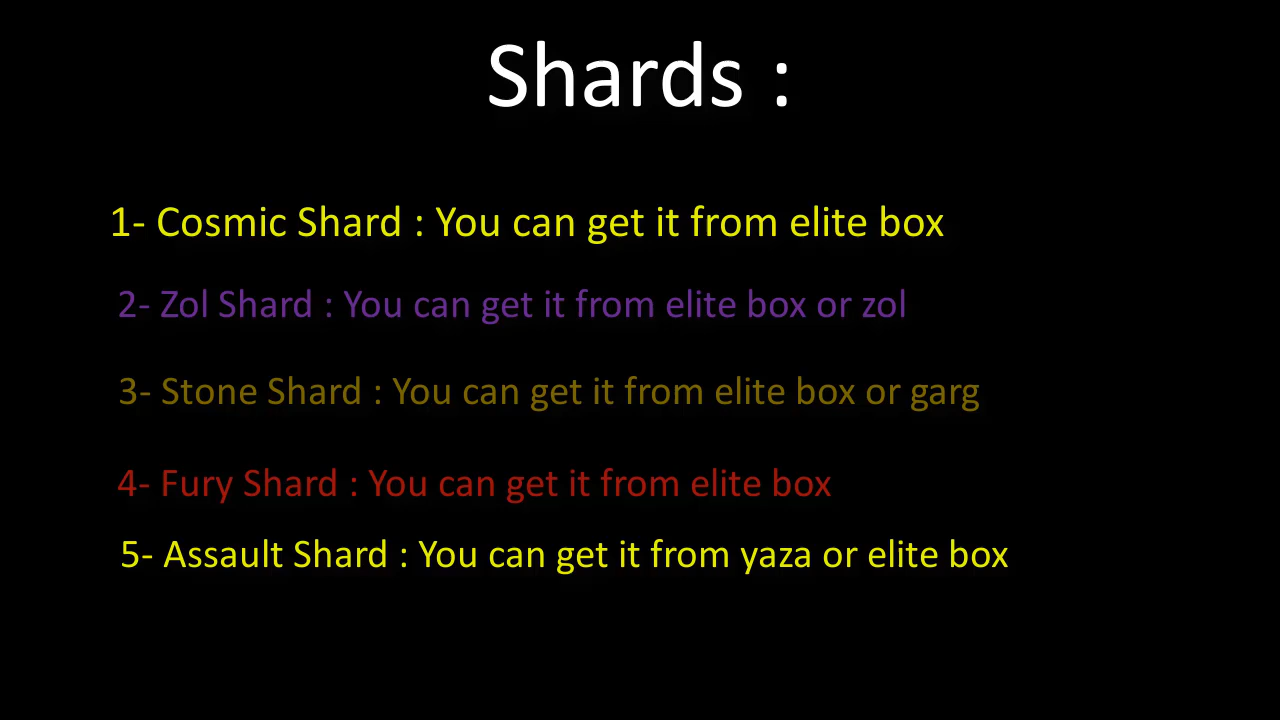 Shards :
1- Cosmic Shard : You can get it from elite box
2- Zol Shard : You can get it from elite box or zol
3- Stone Shard : You can get it from elite box or garg
4- Fury Shard : You can get it from elite box
5- Assault Shard : You can get it from yaza or elite box